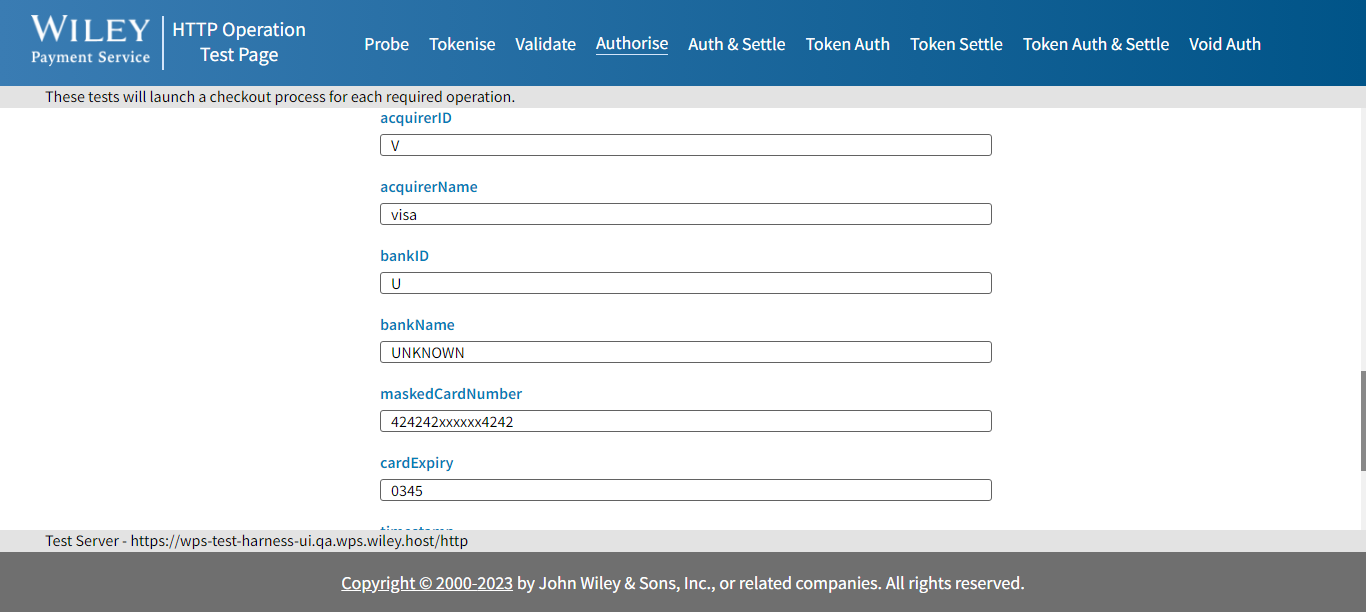 WILEY
Payment Service
HTTP Operation
Test Page
Probe Tokenise Validate Authorise Auth & Settle Token Auth Token Settle Token Auth & Settle Void Auth
These tests will launch a checkout process for each required operation.
acquirerID
V
acquirerName
visa
bankID
U
bankName
UNKNOWN
maskedCardNumber
424242xxxxxx4242
cardExpiry
0345
timestamp
Test Server - https://wps-test-harness-ui.qa.wps.wiley.host/http
Copyright © 2000-2023 by John Wiley & Sons, Inc., or related companies. All rights reserved.